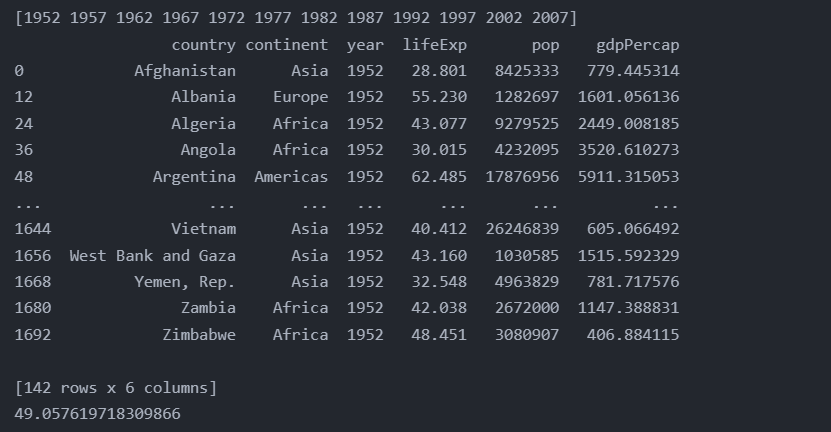 [1952 1957 1962 1967 1972 1977 1982 1987 1992 1997 2002 2007]
country continent year lifeExp pop gdpPercap
0 Afghanistan Asia 1952 28.801 8425333 779.445314
12 Albania Europe 1952 55.230 1282697 1601.056136
24 Algeria Africa 1952 43.077 9279525 2449.008185
36 Angola Africa 1952 30.015 4232095 3520.610273
48 Argentina Americas 1952 62.485 17876956 5911.315053
... ... ... ... ... ... ...
1644 Vietnam Asia 1952 40.412 26246839 605.066492
1656 West Bank and Gaza Asia 1952 43.160 1030585 1515.592329
1668 Yemen, Rep. Asia 1952 32.548 4963829 781.717576
1680 Zambia Africa 1952 42.038 2672000 1147.388831
1692 Zimbabwe Africa 1952 48.451 3080907 406.884115
[142 rows x 6 columns]
49.057619718309866